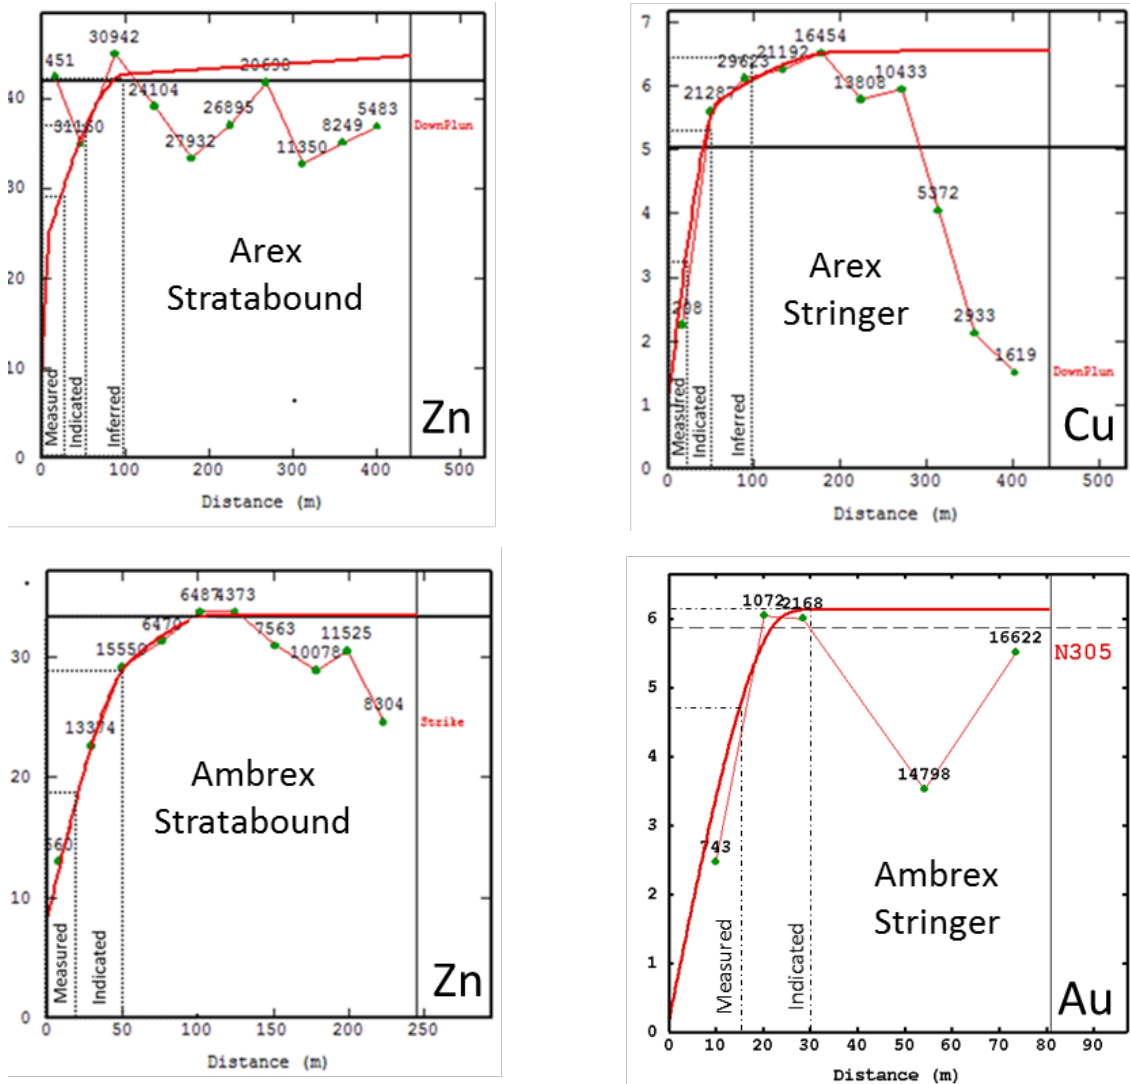 30942
451
20690
40
24104
26895
5483
31160
8249
27932
11350
DownPlun
30
Arex
Stratabound
20
10
Measured
Indicated
Inferred
Zn
0
0 100 200 300 400 500
Distance (m)
7
16454
21192
29623
10433
21287
13808
6
5
5372
4
Arex
Stringer
3
2933
2
1619
DownPlun
1
Measured
Indicated
Inferred
Cu
0
0 100 200 300 400 500
Distance (m)
6487 4373
6470
11525
7563
15550
10078
30
13374
8304
Strike
Ambrex
Stratabound
20
560
10
Measured
Indicated
Zn
0
0 50 100 150 200 250
Distance (m)
1072 2168
6
16622
N305
5
14798
4
3
743
Ambrex
Stringer
2
Measured
Indicated
1
Au
0
0 10 20 30 40 50 60 70 80 90
Distance (m)